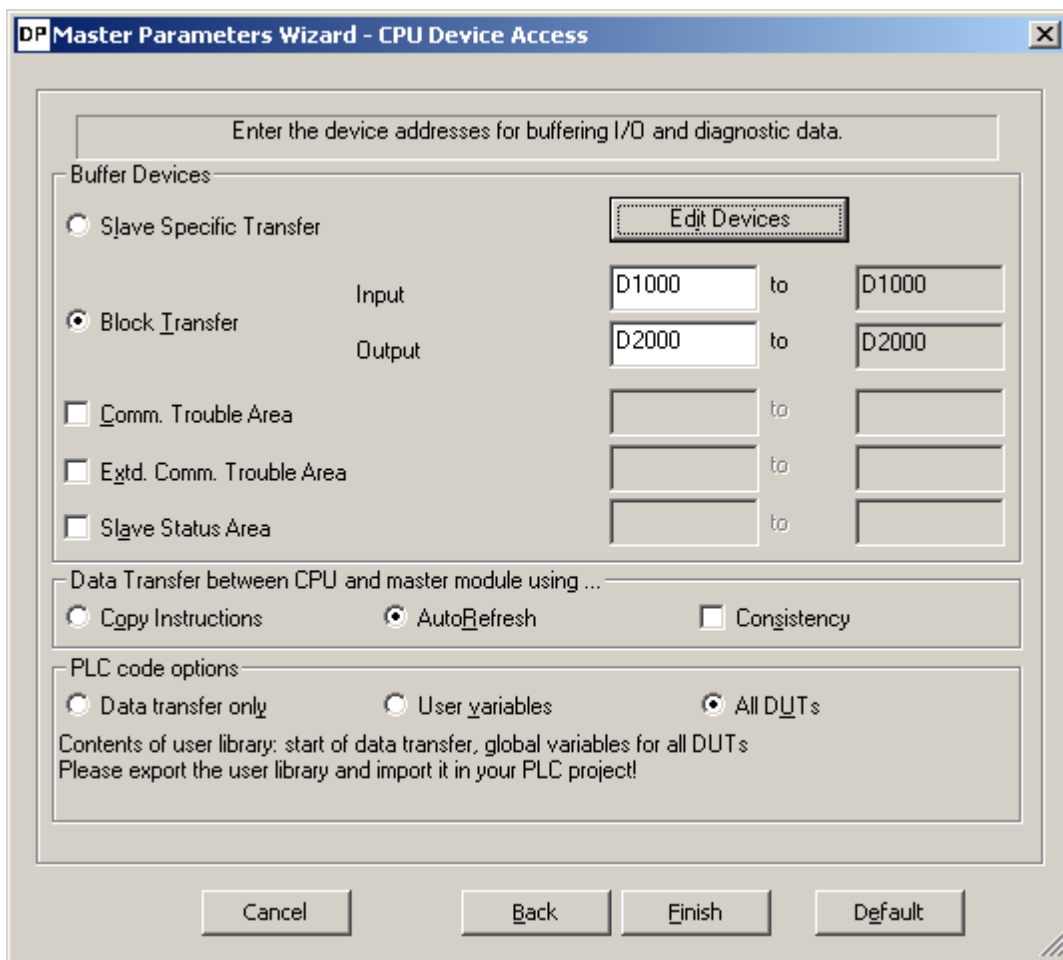 DP Master Parameters Wizard - CPU Device Access
Enter the device addresses for buffering I/O and diagnostic data.
Buffer Devices
Slave Specific Transfer Edit Devices
Input D1000 to D1000
Block Transfer
Output D2000 to D2000
Comm. Trouble Area to
Extd. Comm. Trouble Area to
Slave Status Area to
Data Transfer between CPU and master module using ...
Copy Instructions AutoRefresh Consistency
PLC code options
Data transfer only User variables All DUTs
Contents of user library: start of data transfer, global variables for all DUTs
Please export the user library and import it in your PLC project!
Cancel Back Finish Default